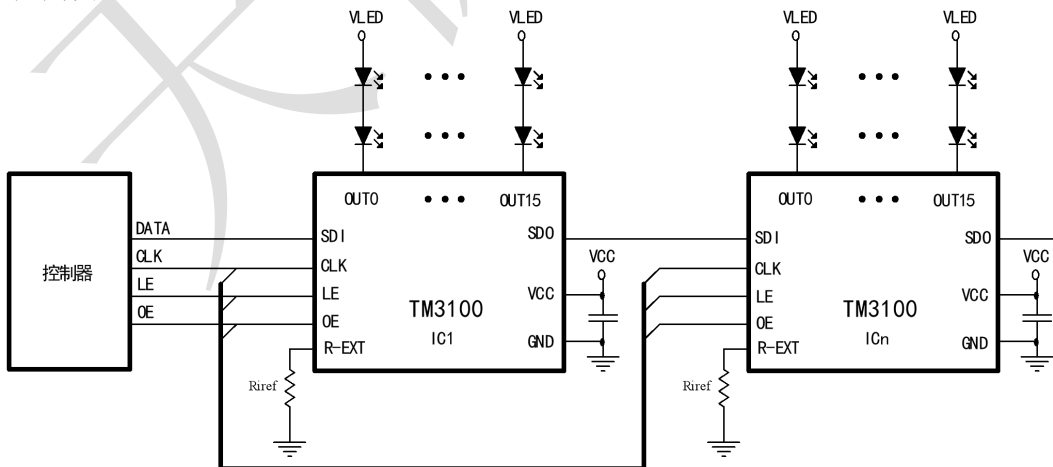 VLED VLED VLED VLED
OUT0 OUT15 OUT0 OUT15
DATA SDI SDO SDI SDO
控制器 CLK CLK VCC CLK VCC
LE LE VCC LE VCC
OE OE TM3100 OE TM3100
IC1 GND ICn GND
R-EXT R-EXT
Riref Riref